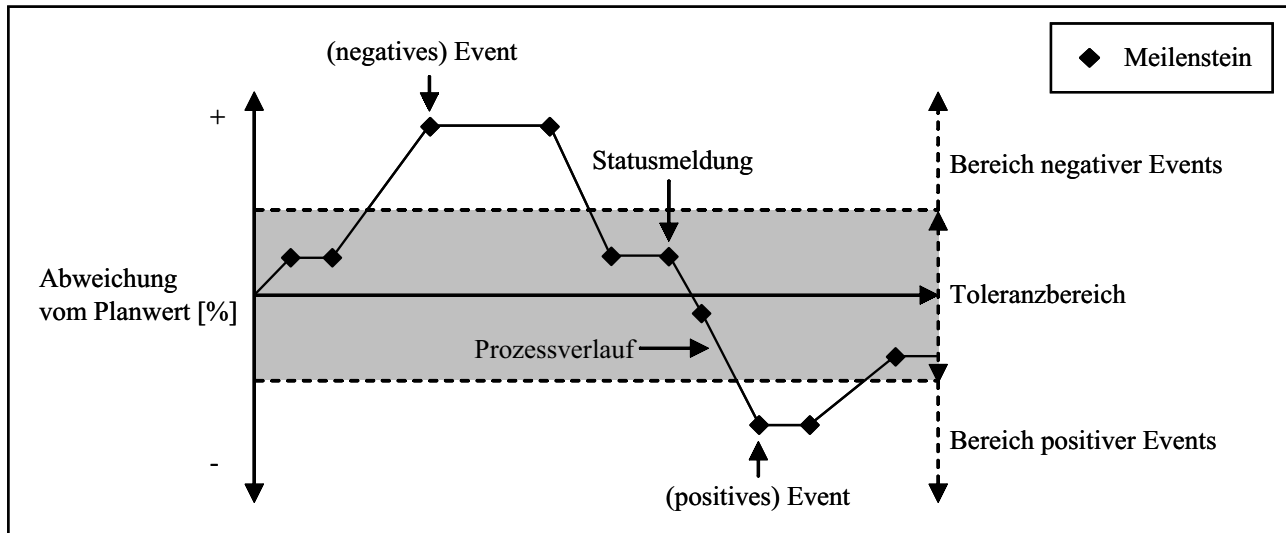 (negatives) Event
Meilenstein
+
Statusmeldung
Bereich negativer Events
Abweichung
vom Planwert [%]
Toleranzbereich
Prozessverlauf
Bereich positiver Events
-
(positives) Event